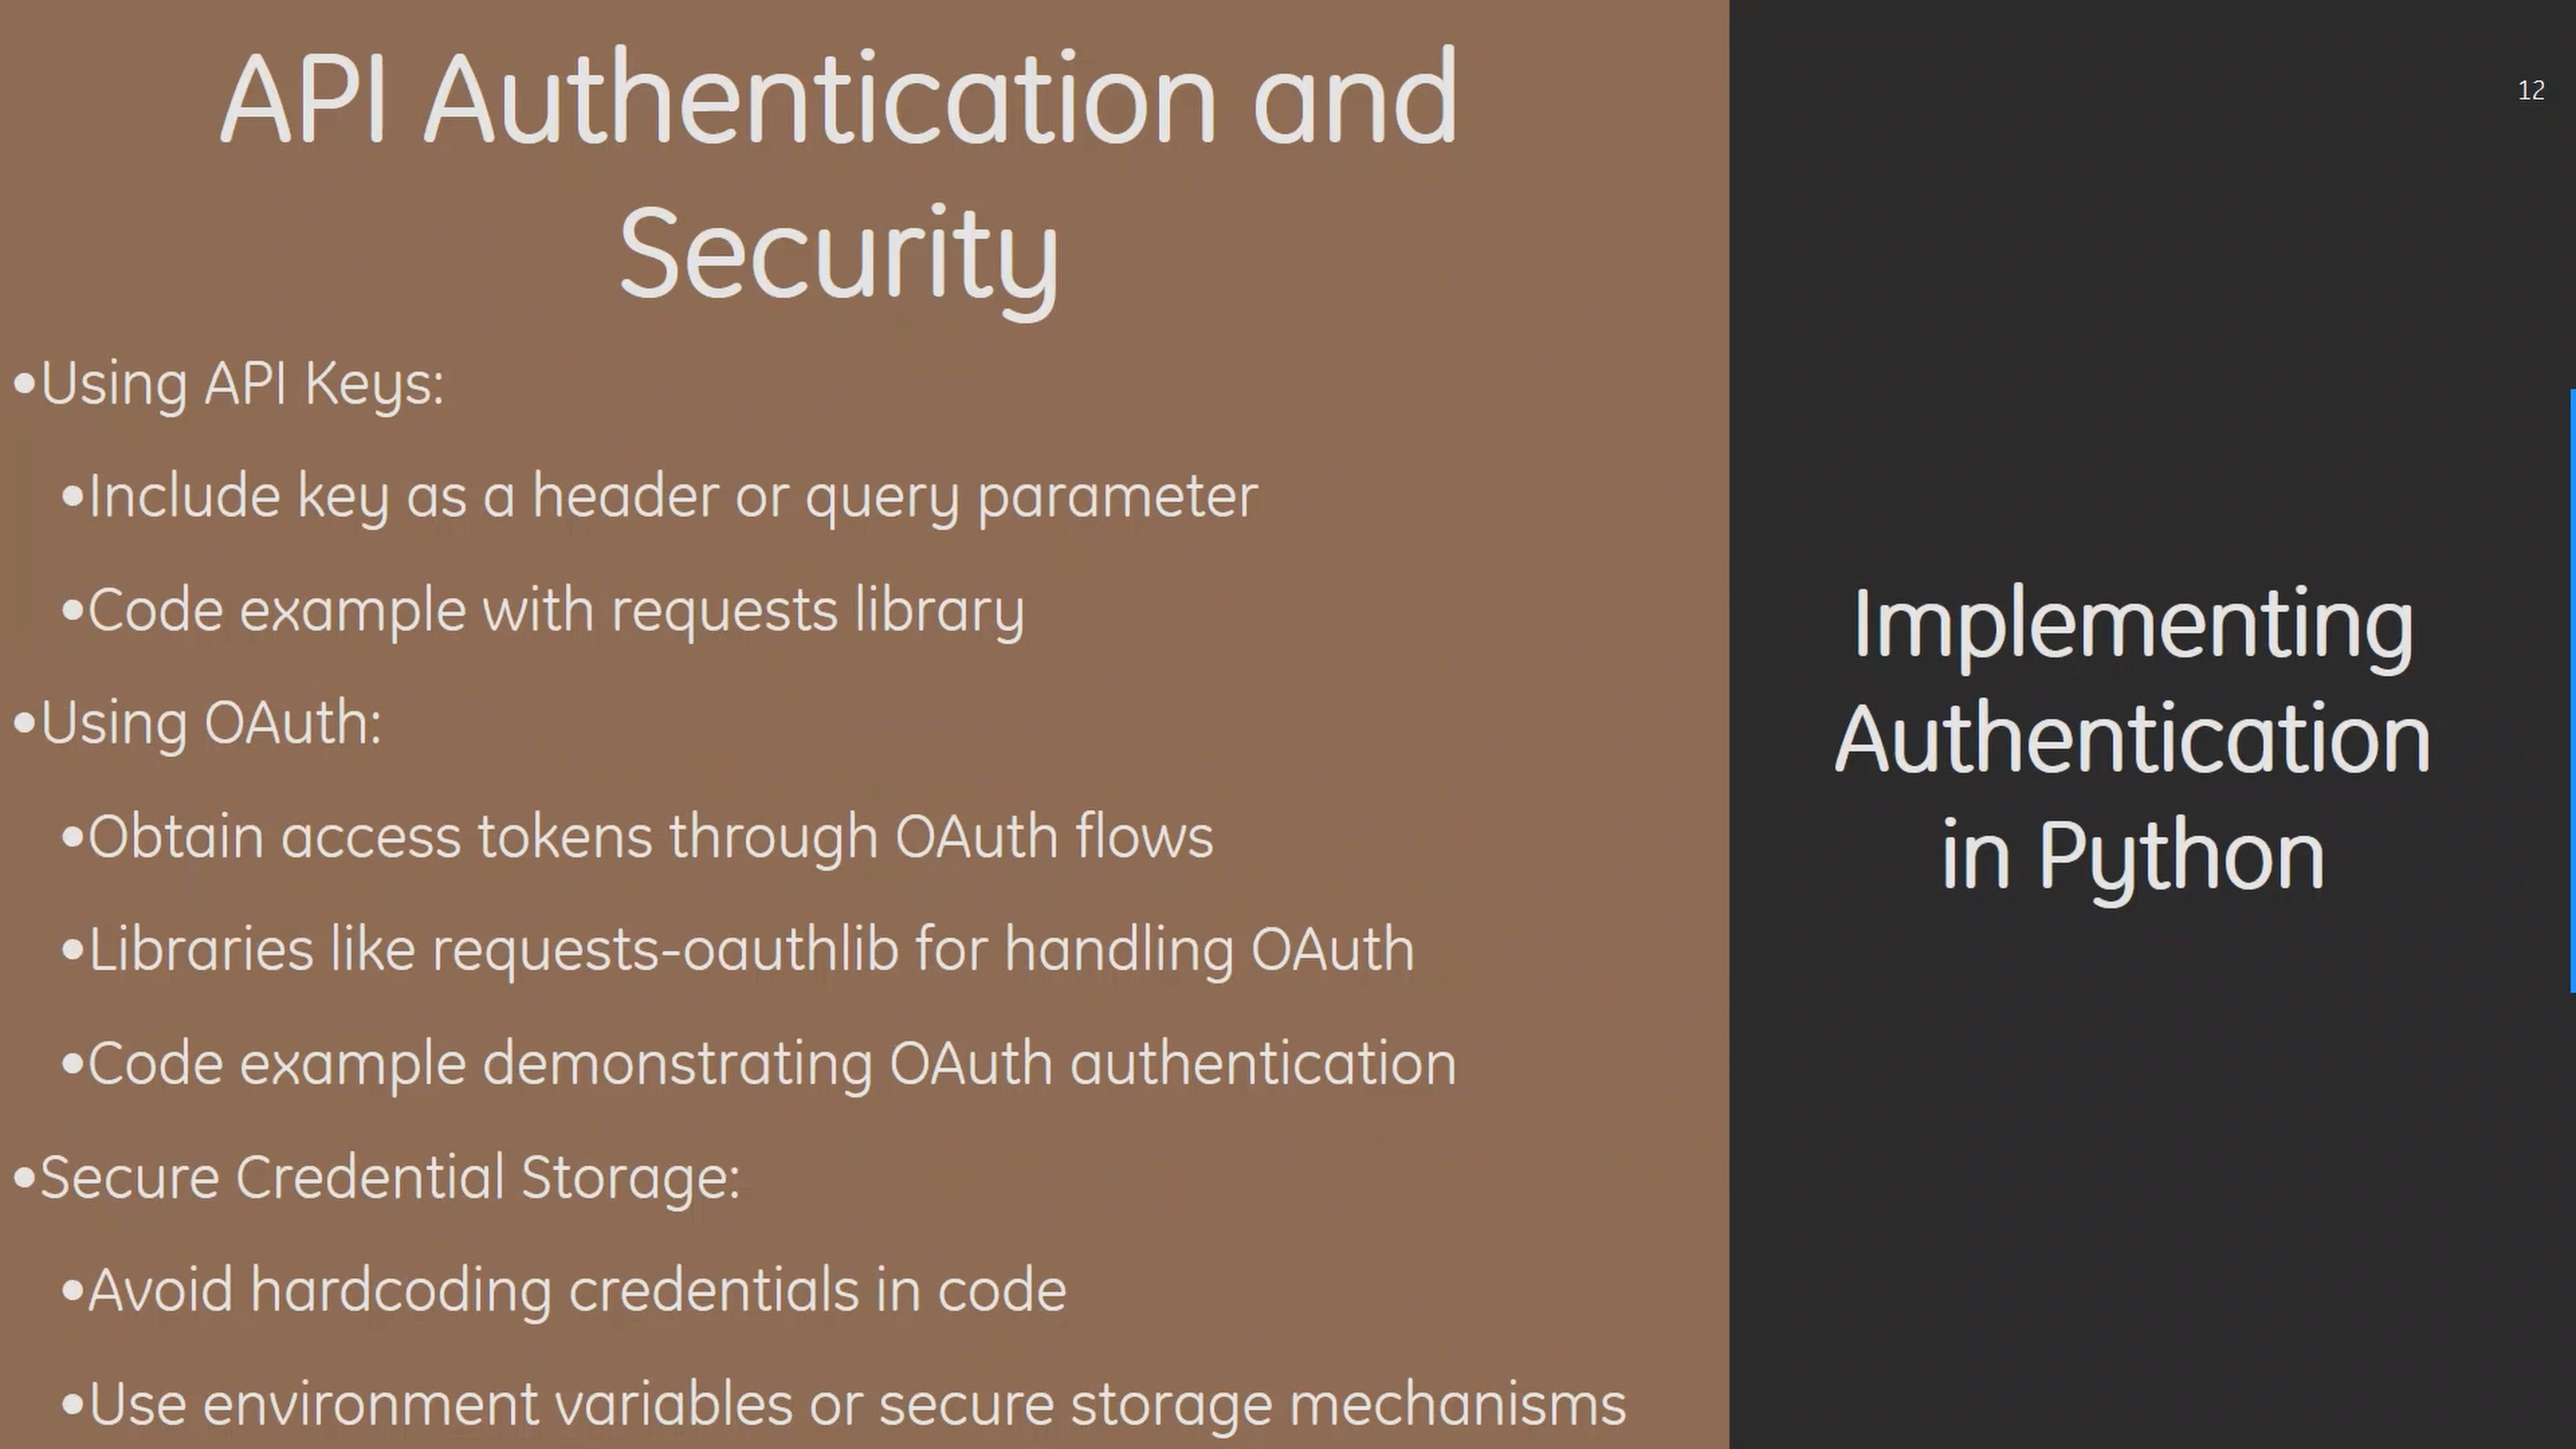 API Authentication and
Security
•Using API Keys:
•Include key as a header or query parameter
•Code example with requests library
•Using OAuth:
•Obtain access tokens through OAuth flows
•Libraries like requests-oauthlib for handling OAuth
•Code example demonstrating OAuth authentication
•Secure Credential Storage:
•Avoid hardcoding credentials in code
•Use environment variables or secure storage mechanisms
12
Implementing
Authentication
in Python